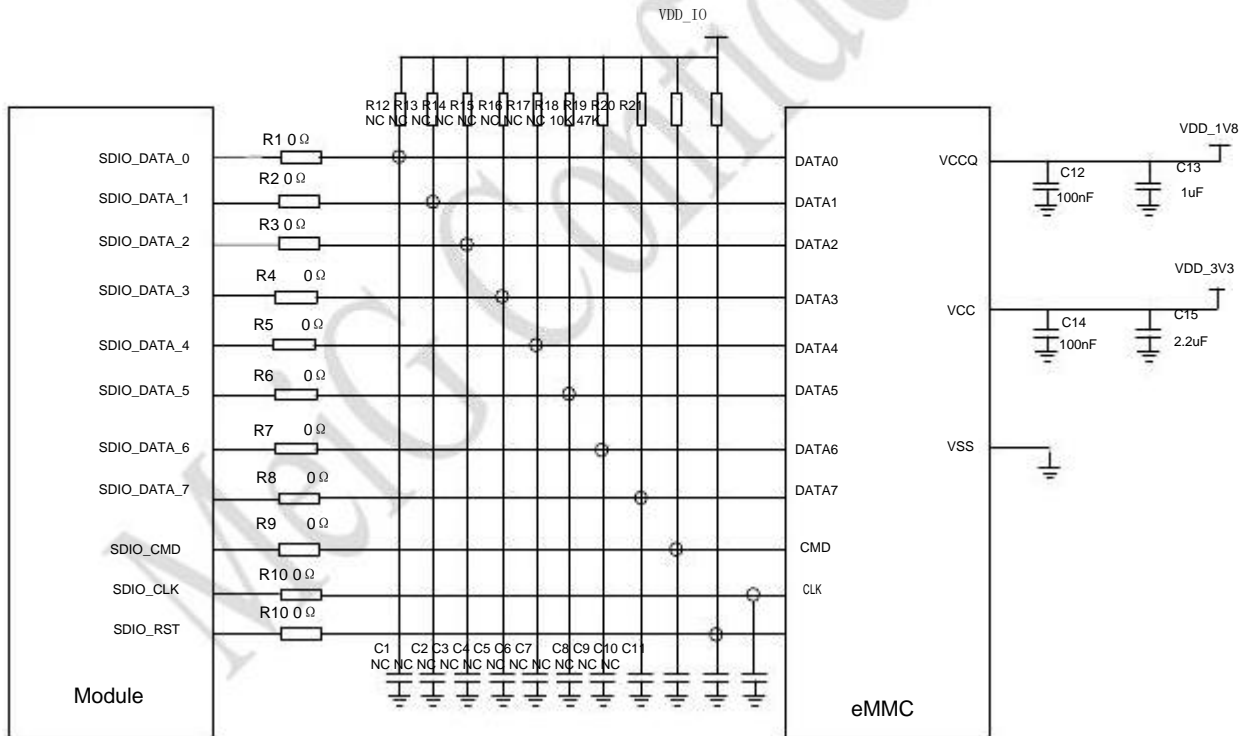 MeiG Confidential
VDD_IO
R12 R13 R14 R15 R16 R17 R18 R19 R20 R21
NC NC NC NC NC NC NC NC 10K 47K
Module
SDIO_DATA_0
R1 0Ω
DATA0
SDIO_DATA_1
R2 0Ω
DATA1
SDIO_DATA_2
R3 0Ω
DATA2
SDIO_DATA_3
R4 0Ω
DATA3
SDIO_DATA_4
R5 0Ω
DATA4
SDIO_DATA_5
R6 0Ω
DATA5
SDIO_DATA_6
R7 0Ω
DATA6
SDIO_DATA_7
R8 0Ω
DATA7
SDIO_CMD
R9 0Ω
CMD
SDIO_CLK
R10 0Ω
CLK
SDIO_RST
R10 0Ω
C1 C2 C3 C4 C5 C6 C7 C8 C9 C10 C11
NC NC NC NC NC NC NC NC NC NC
eMMC
VCCQ
VDD_1V8
C12
100nF
C13
1uF
VCC
VDD_3V3
C14
100nF
C15
2.2uF
VSS